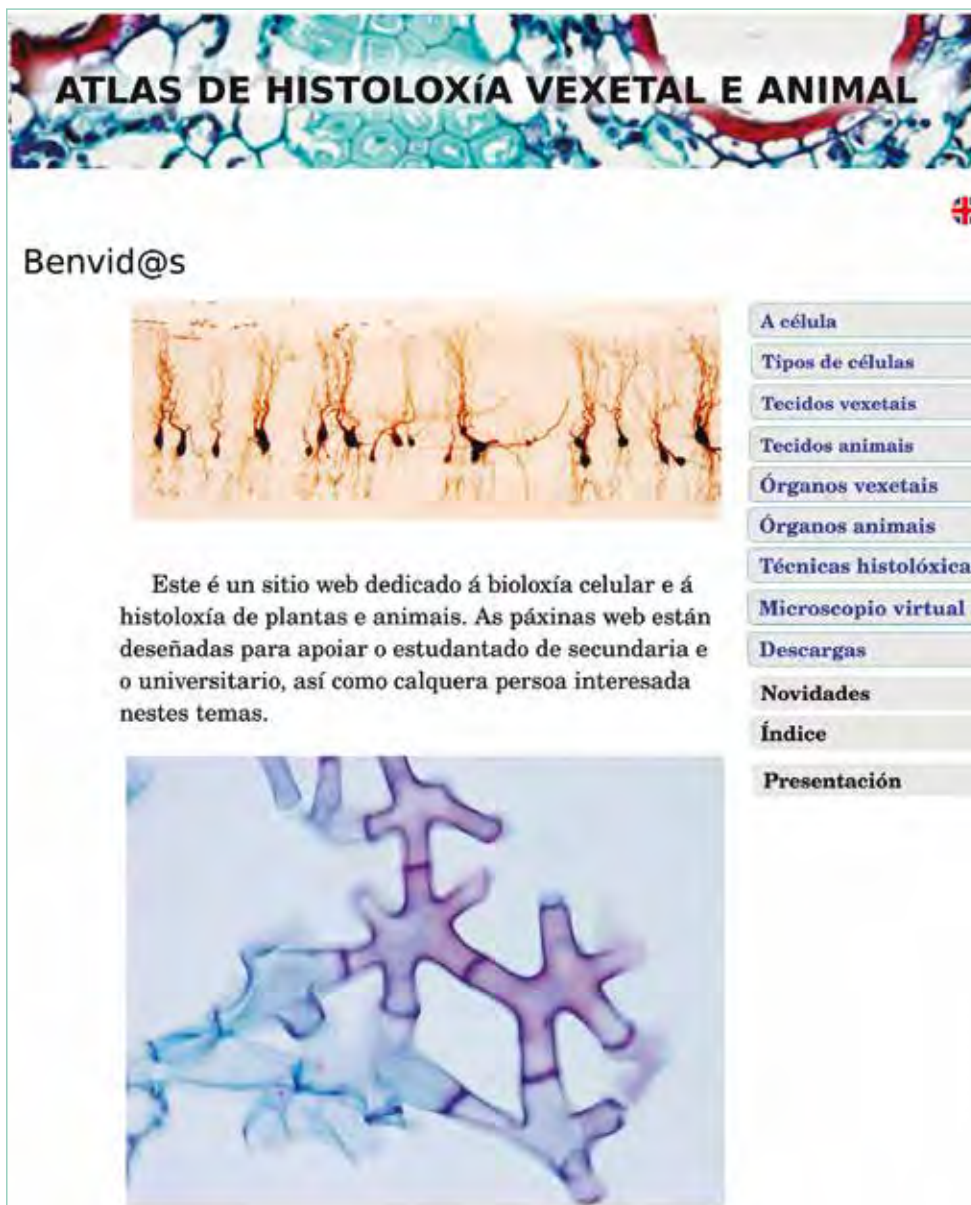 ATLAS DE HISTOLOXíA VEXETAL E ANIMAL
Benvid@s
Este é un sitio web dedicado á bioloxía celular e á
histoloxía de plantas e animais. As páxinas web están
deseñadas para apoiar o estudantado de secundaria e
o universitario, así como calquera persoa interesada
nestes temas.
A célula
Tipos de células
Tecidos vexetais
Tecidos animais
Órganos vexetais
Órganos animais
Técnicas histolóxica
Microscopio virtual
Descargas
Novidades
Índice
Presentación